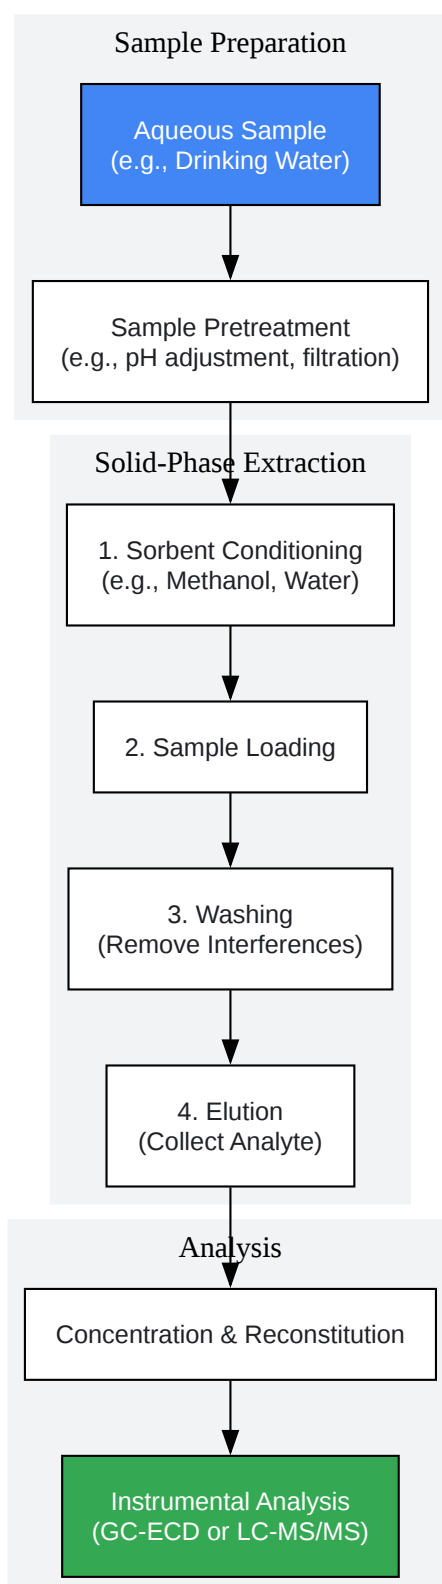 Sample Preparation
Aqueous Sample
(e.g., Drinking Water)
Sample Pretreatment
(e.g., pH adjustment, filtration)
Solid-Phase Extraction
1. Sorbent Conditioning
(e.g., Methanol, Water)
2. Sample Loading
3. Washing
(Remove Interferences)
4. Elution
(Collect Analyte)
Analysis
Concentration & Reconstitution
Instrumental Analysis
(GC-ECD or LC-MS/MS)